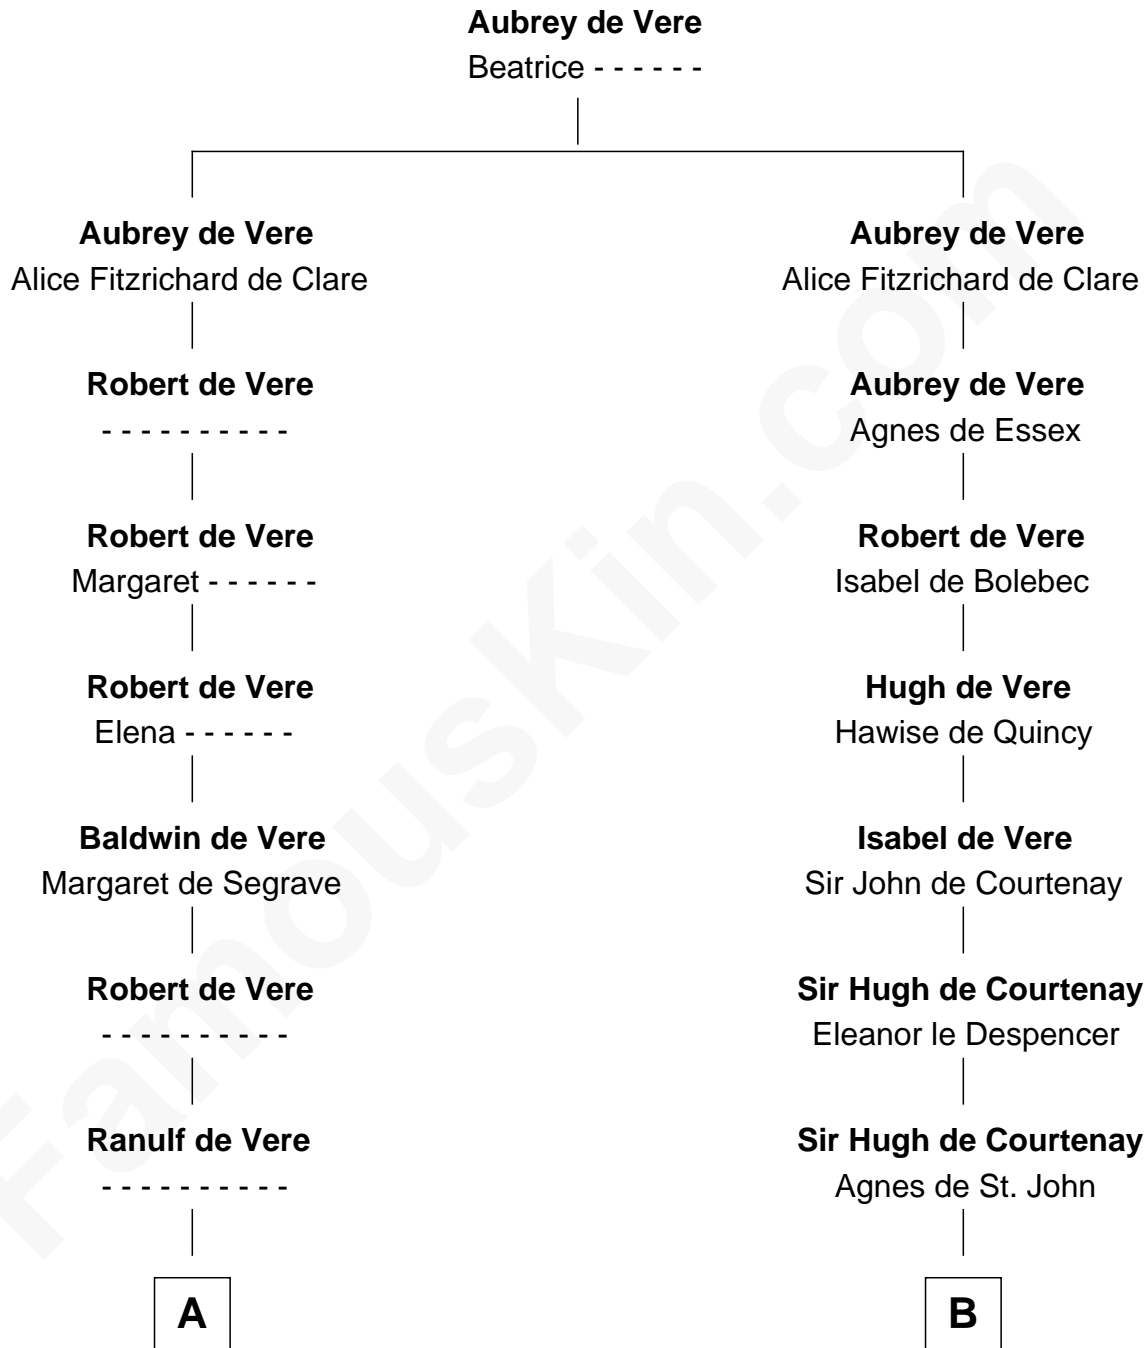 Aubrey de Vere
Beatrice - - - - - -
Aubrey de Vere
Alice Fitzrichard de Clare
Aubrey de Vere
Alice Fitzrichard de Clare
Robert de Vere
- - - - - - - - - -
Aubrey de Vere
Agnes de Essex
Robert de Vere
Margaret - - - - - -
Robert de Vere
Isabel de Bolebec
Robert de Vere
Elena - - - - - -
Hugh de Vere
Hawise de Quincy
Baldwin de Vere
Margaret de Segrave
Isabel de Vere
Sir John de Courtenay
Robert de Vere
- - - - - - - - - -
Sir Hugh de Courtenay
Eleanor le Despencer
Ranulf de Vere
- - - - - - - - - -
Sir Hugh de Courtenay
Agnes de St. John
A
B
FamousKin.com